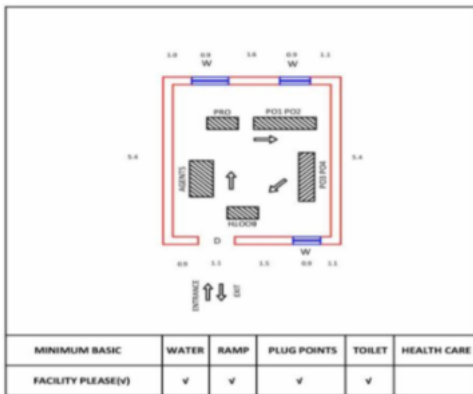 1.0 0.9 1.6 0.9 1.1
W W
PRO PO1 PO2
5.4 AGENTS PO3 PO4 5.4
BOOTH
D
W
0.9 1.1 1.5 0.9 1.1
ENTRANCE EXIT
MINIMUM BASIC WATER RAMP PLUG POINTS TOILET HEALTH CARE
FACILITY PLEASE(√) √ √ √ √